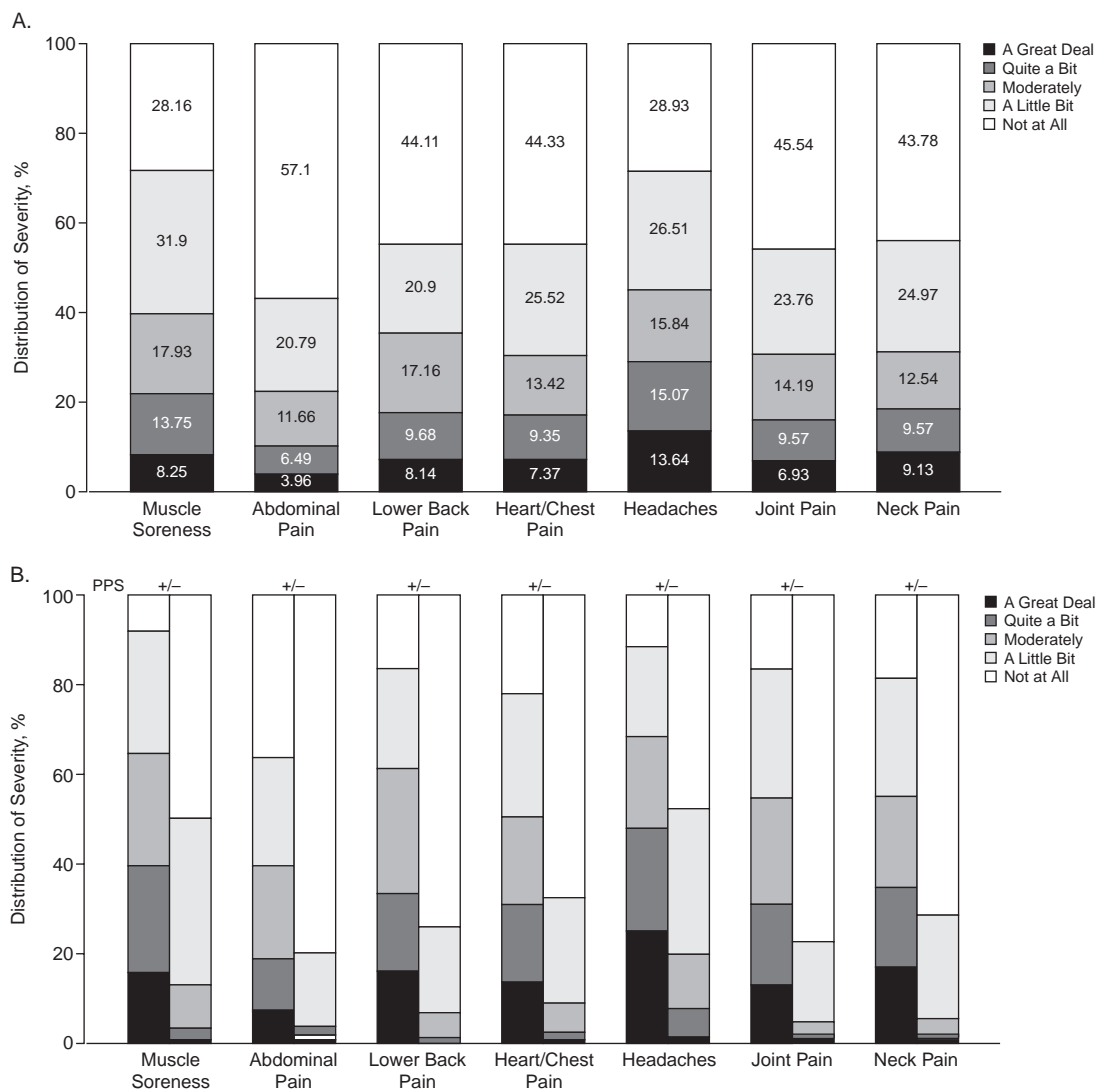 A.
100
80
60
40
20
0
Distribution of Severity, %
28.16
31.9
17.93
13.75
8.25
57.1
20.79
11.66
6.49
3.96
44.11
20.9
17.16
9.68
8.14
44.33
25.52
13.42
9.35
7.37
28.93
26.51
15.84
15.07
13.64
45.54
23.76
14.19
9.57
6.93
43.78
24.97
12.54
9.57
9.13
Muscle
Soreness
Abdominal
Pain
Lower Back
Pain
Heart/Chest
Pain
Headaches
Joint Pain
Neck Pain
A Great Deal
Quite a Bit
Moderately
A Little Bit
Not at All
B.
PPS
+/–
+/–
+/–
+/–
+/–
+/–
+/–
100
80
60
40
20
0
Distribution of Severity, %
Muscle
Soreness
Abdominal
Pain
Lower Back
Pain
Heart/Chest
Pain
Headaches
Joint Pain
Neck Pain
A Great Deal
Quite a Bit
Moderately
A Little Bit
Not at All